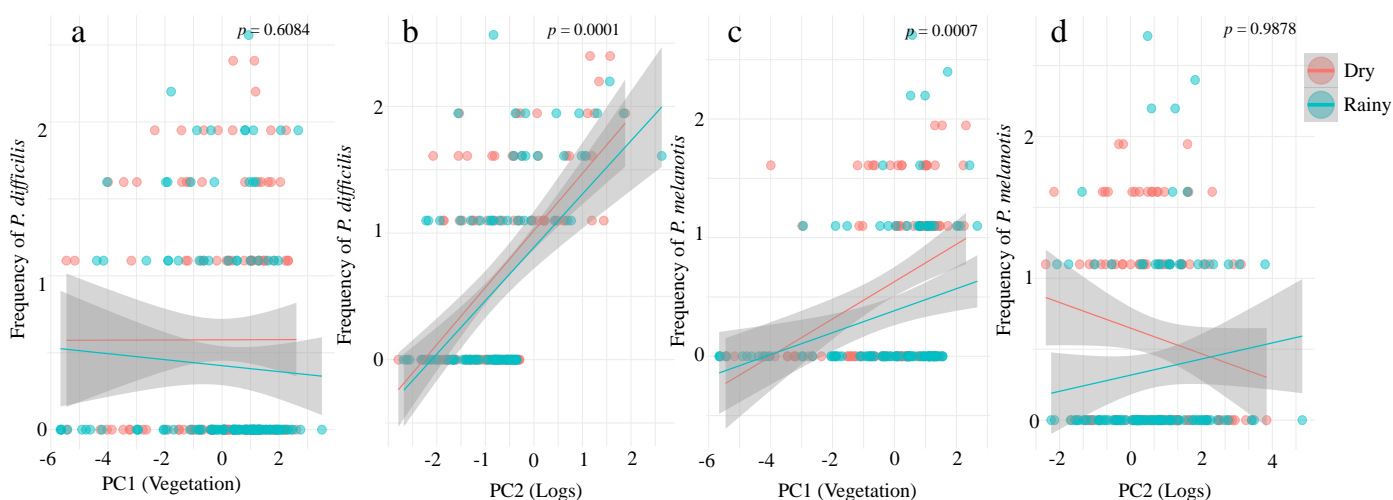 a
p = 0.6084
Frequency of P. difficilis
2
1
0
-6
-4
-2
0
2
PC1 (Vegetation)
b
p = 0.0001
Frequency of P. difficilis
2
1
0
-2
-1
0
1
2
PC2 (Logs)
c
p = 0.0007
Frequency of P. melanotis
2
1
0
-6
-4
-2
0
2
PC1 (Vegetation)
d
p = 0.9878
Frequency of P. melanotis
2
1
0
-2
0
2
4
PC2 (Logs)
Dry
Rainy